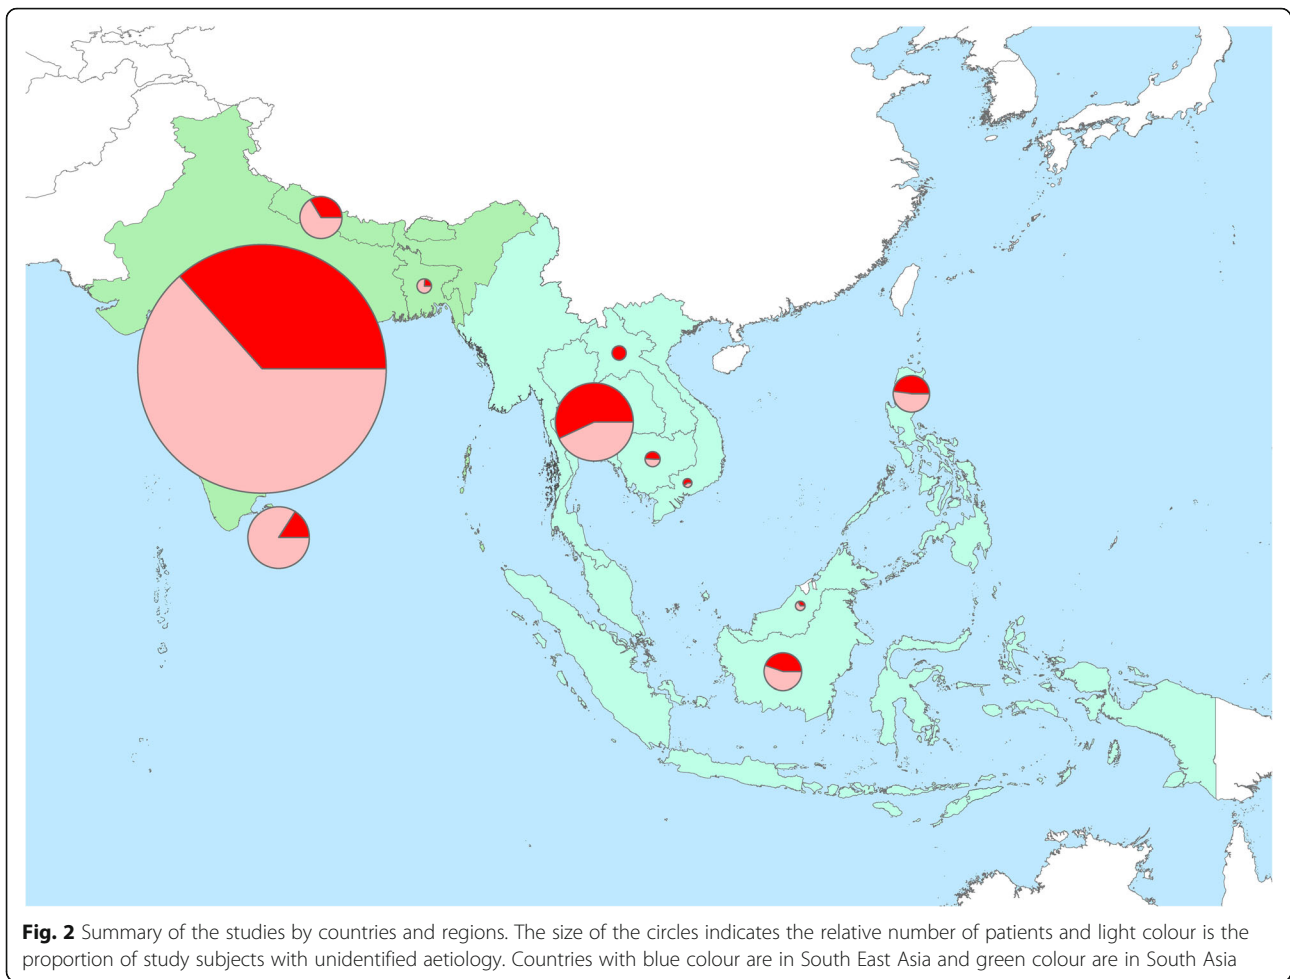 Fig. 2 Summary of the studies by countries and regions. The size of the circles indicates the relative number of patients and light colour is the
proportion of study subjects with unidentified aetiology. Countries with blue colour are in South East Asia and green colour are in South Asia